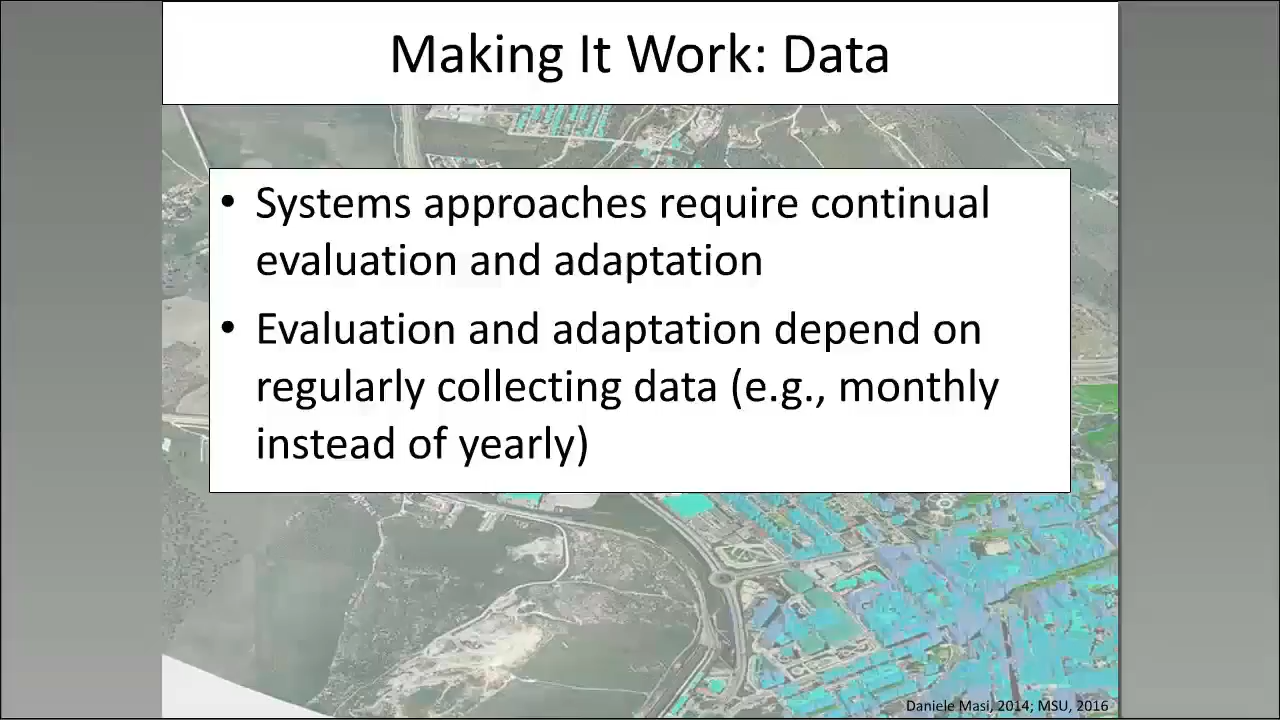 Making It Work: Data
• Systems approaches require continual
evaluation and adaptation
• Evaluation and adaptation depend on
regularly collecting data (e.g., monthly
instead of yearly)
Daniele Masi, 2014; MSU, 2016